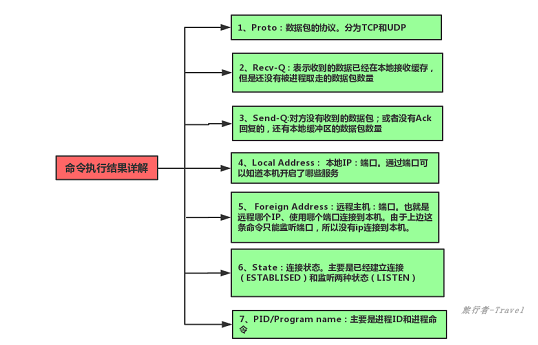 命令执行结果详解
1、Proto：数据包的协议。分为TCP和UDP
2、Recv-Q：表示收到的数据已经在本地接收缓存，
但是还没有被进程取走的数据包数量
3、Send-Q:对方没有收到的数据包；或者没有Ack
回复的，还有本地缓冲区的数据包数量
4、Local Address： 本地IP：端口。通过端口可
以知道本机开启了哪些服务
5、 Foreign Address：远程主机：端口。也就是
远程哪个IP、使用哪个端口连接到本机。由于上边这
条命令只能监听端口，所以没有ip连接到本机。
6、State：连接状态。主要是已经建立连接
（ESTABLISED）和监听两种状态（LISTEN）
7、PID/Program name：主要是进程ID和进程命
令
旅行者-Travel